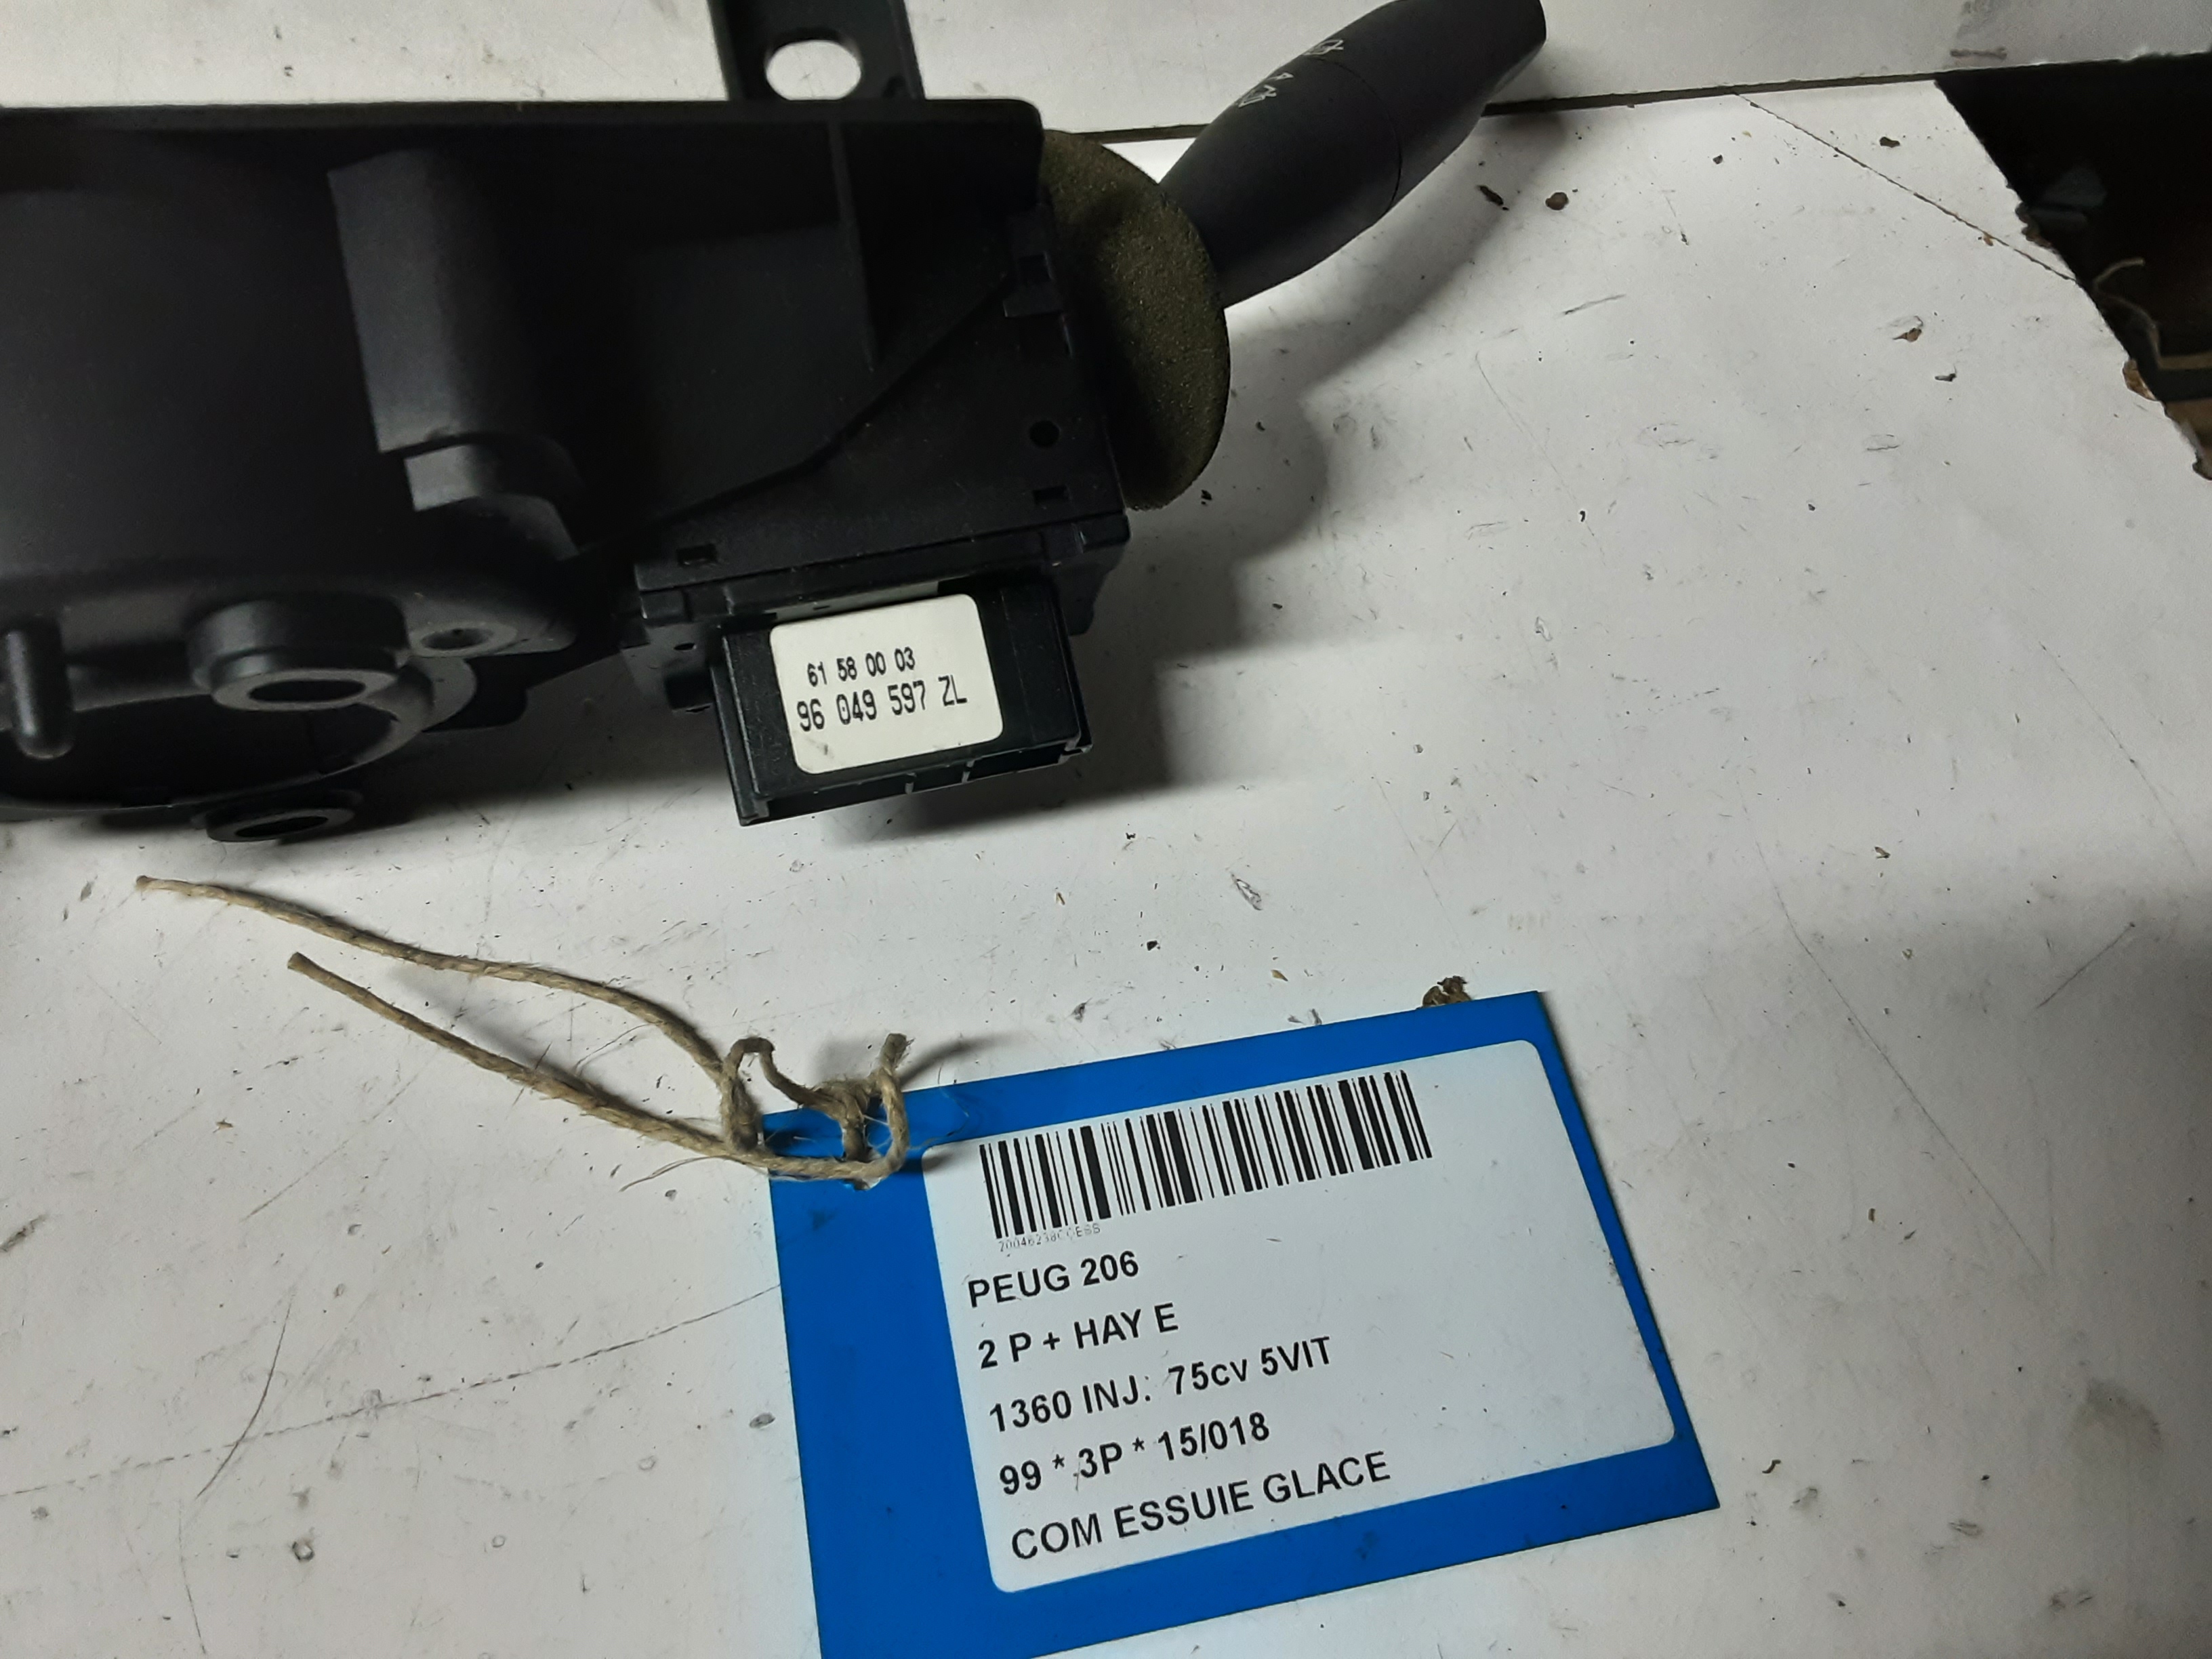 61 58 00 03
96 049 597 ZL
PEUG 206
2 P + HAY E
1360 INJ: 75cv 5VIT
99 * 3P * 15/018
COM ESSUIE GLACE